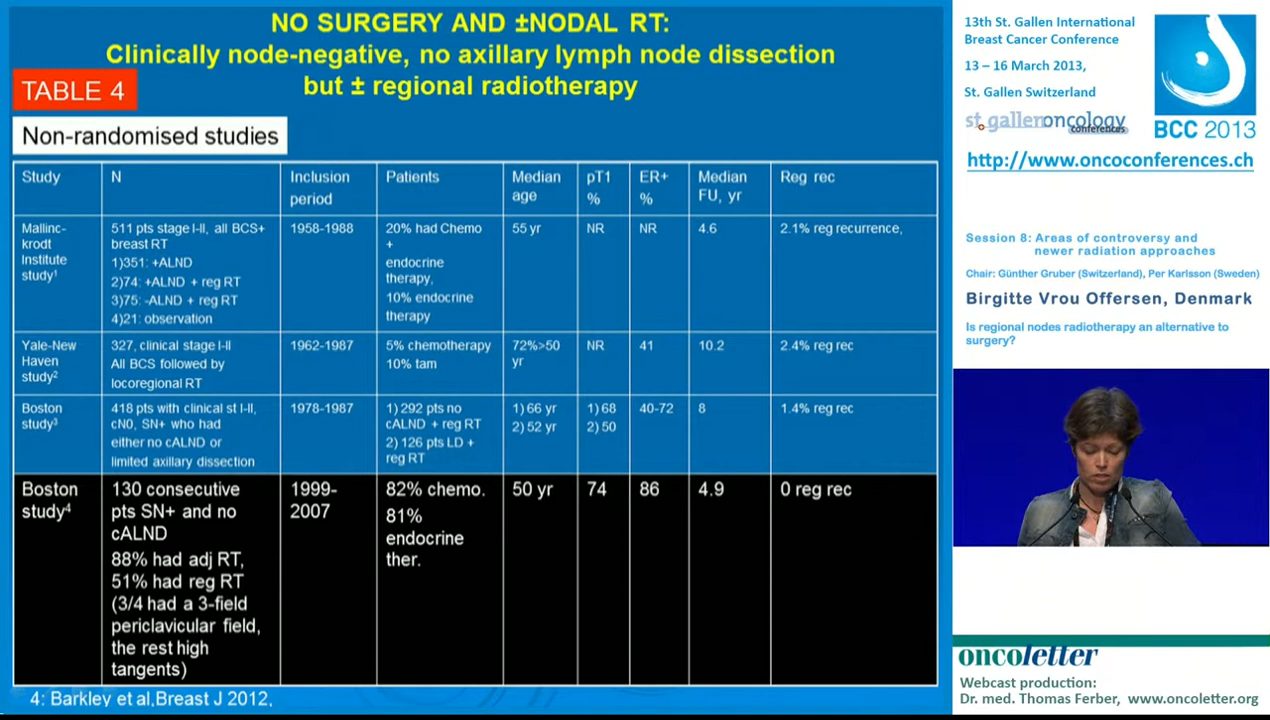 NO SURGERY AND ±NODAL RT:
Clinically node-negative, no axillary lymph node dissection
but ± regional radiotherapy
TABLE 4
Non-randomised studies
Study
N
Inclusion
period
Patients
Median
age
pT1
%
ER+
%
Median
FU, yr
Reg rec
Mallinc-
krodt
Institute
study1
511 pts stage I-II, all BCS+
breast RT
1)351: +ALND
2)74: +ALND + reg RT
3)75: -ALND + reg RT
4)21: observation
1958-1988
20% had Chemo
+
endocrine
therapy,
10% endocrine
therapy
55 yr
NR
NR
4.6
2.1% reg recurrence,
Yale-New
Haven
study2
327, clinical stage I-II
All BCS followed by
locoregional RT
1962-1987
5% chemotherapy
10% tam
72%>50
yr
NR
41
10.2
2.4% reg rec
Boston
study3
418 pts with clinical st I-II,
cN0, SN+ who had
either no cALND or
limited axillary dissection
1978-1987
1) 292 pts no
cALND + reg RT
2) 126 pts LD +
reg RT
1) 66 yr
2) 52 yr
1) 68
2) 50
40-72
8
1.4% reg rec
Boston
study4
130 consecutive
pts SN+ and no
cALND
88% had adj RT,
51% had reg RT
(3/4 had a 3-field
periclavicular field,
the rest high
tangents)
1999-
2007
82% chemo.
81%
endocrine
ther.
50 yr
74
86
4.9
0 reg rec
4: Barkley et al,Breast J 2012,
13th St. Gallen International
Breast Cancer Conference
13 – 16 March 2013,
St. Gallen Switzerland
st.gallenoncology
conferences
BCC 2013
http://www.oncoconferences.ch
Session 8: Areas of controversy and
newer radiation approaches
Chair: Günther Gruber (Switzerland), Per Karlsson (Sweden)
Birgitte Vrou Offersen, Denmark
Is regional nodes radiotherapy an alternative to
surgery?
oncoletter
Webcast production:
Dr. med. Thomas Ferber, www.oncoletter.org